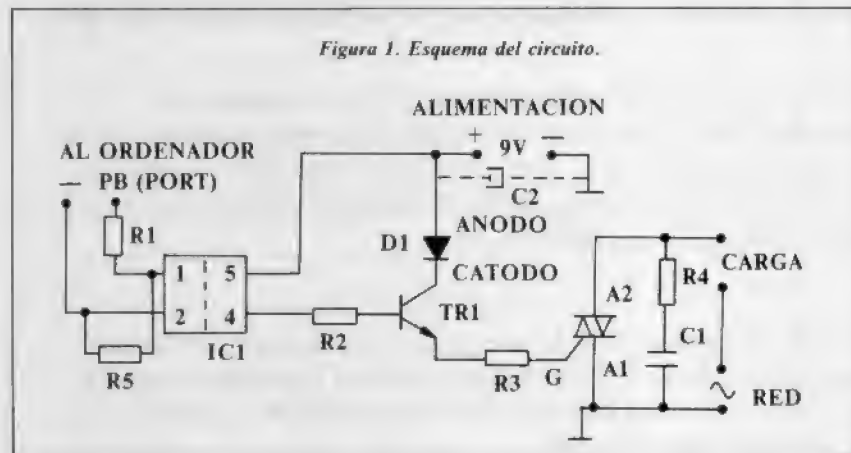 Figura 1. Esquema del circuito.
ALIMENTACION
+ 9V —
AL ORDENADOR
— PB (PORT)
C2
R1
ANODO
D1
CATODO
R4
CARGA
1 5
A2
TR1
2 4
C1
IC1
R2
R5
R3
G
A1
RED